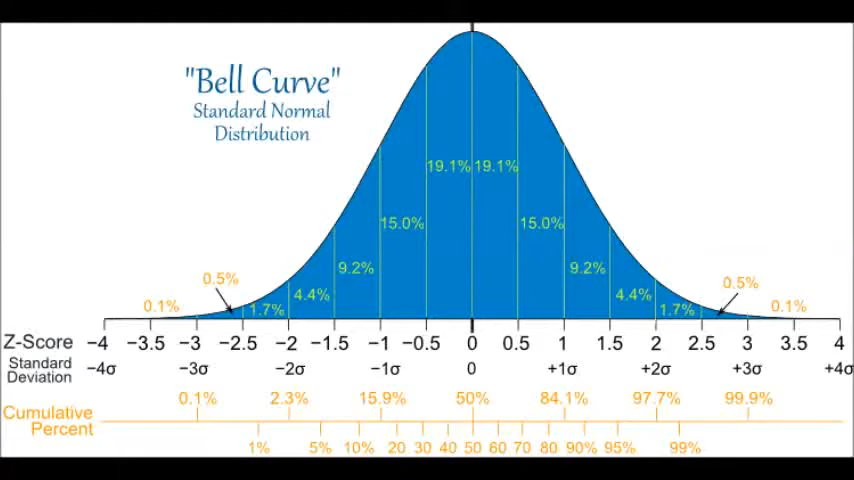 "Bell Curve"
Standard Normal
Distribution
19.1% 19.1%
15.0% 15.0%
9.2% 9.2%
0.5% 0.5%
4.4% 4.4%
0.1% 1.7% 1.7% 0.1%
Z-Score −4 −3.5 −3 −2.5 −2 −1.5 −1 −0.5 0 0.5 1 1.5 2 2.5 3 3.5 4
Standard
Deviation −4σ −3σ −2σ −1σ 0 +1σ +2σ +3σ +4σ
0.1% 2.3% 15.9% 50% 84.1% 97.7% 99.9%
Cumulative
Percent
1% 5% 10% 20 30 40 50 60 70 80 90% 95% 99%